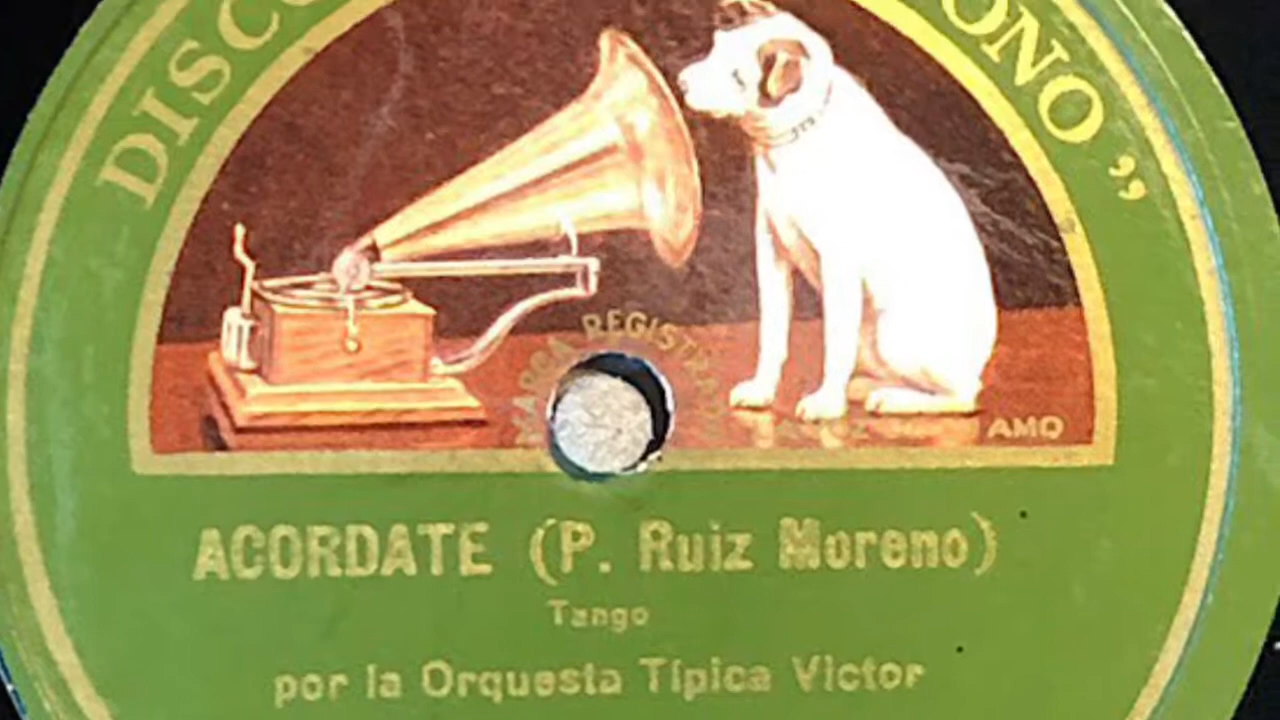 DISCO ONO”
MARCA REGISTRADA
AMO
ACORDATE (P. Ruiz Moreno)
Tango
por la Orquesta Típica Victor